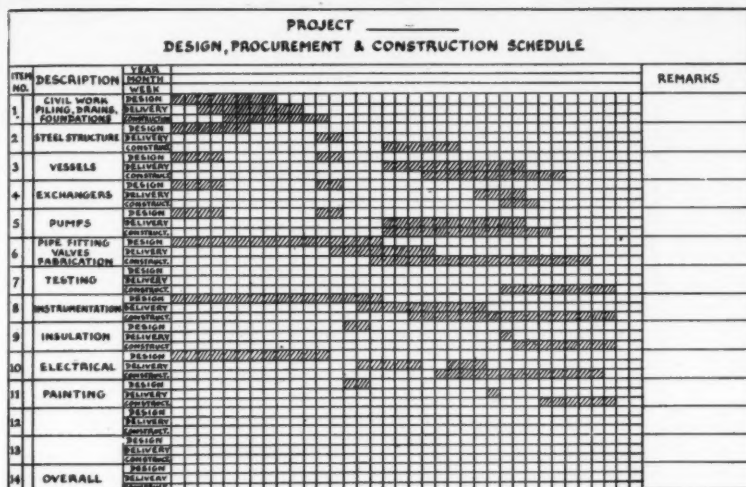 PROJECT
DESIGN, PROCUREMENT & CONSTRUCTION SCHEDULE
ITEM NO. DESCRIPTION YEAR REMARKS
MONTH
WEEK
1 CIVIL WORK PILING, DRAINS, FOUNDATIONS DESIGN
DELIVERY
CONSTRUCTION
2 STEEL STRUCTURE DESIGN
DELIVERY
CONSTRUCT.
3 VESSELS DESIGN
DELIVERY
CONSTRUCT.
4 EXCHANGERS DESIGN
DELIVERY
CONSTRUCT.
5 PUMPS DESIGN
DELIVERY
CONSTRUCT.
6 PIPE FITTING VALVES FABRICATION DESIGN
DELIVERY
CONSTRUCT.
7 TESTING DESIGN
DELIVERY
CONSTRUCT.
8 INSTRUMENTATION DESIGN
DELIVERY
CONSTRUCT.
9 INSULATION DESIGN
DELIVERY
CONSTRUCT.
10 ELECTRICAL DESIGN
DELIVERY
CONSTRUCT.
11 PAINTING DESIGN
DELIVERY
CONSTRUCT.
12 DESIGN
DELIVERY
CONSTRUCT.
13 DESIGN
DELIVERY
CONSTRUCT.
14 OVERALL DESIGN
DELIVERY